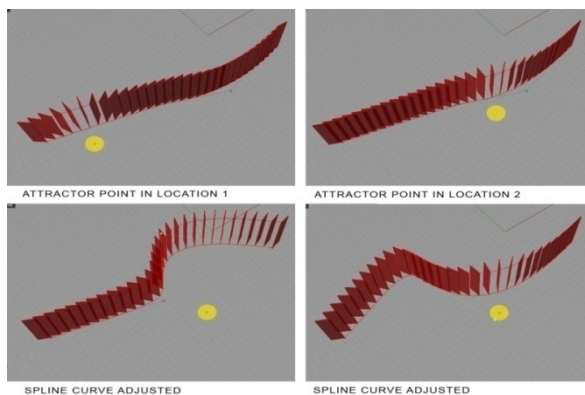 ATTRACTOR POINT IN LOCATION 1
ATTRACTOR POINT IN LOCATION 2
SPLINE CURVE ADJUSTED
SPLINE CURVE ADJUSTED